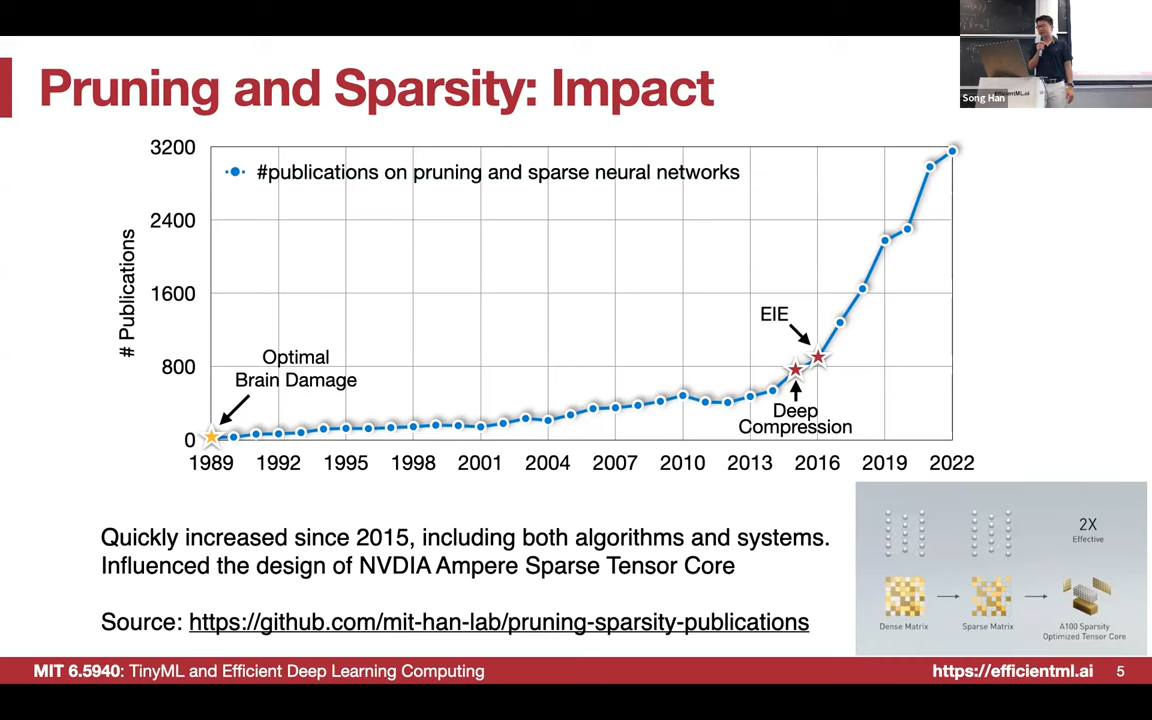 Pruning and Sparsity: Impact
Song Han
EfficientML.ai
3200
2400
1600
800
0
# Publications
#publications on pruning and sparse neural networks
Optimal
Brain Damage
EIE
Deep
Compression
1989 1992 1995 1998 2001 2004 2007 2010 2013 2016 2019 2022
Quickly increased since 2015, including both algorithms and systems.
Influenced the design of NVDIA Ampere Sparse Tensor Core
Source: https://github.com/mit-han-lab/pruning-sparsity-publications
2X
Effective
Dense Matrix
Sparse Matrix
A100 Sparsity
Optimized Tensor Core
MIT 6.5940: TinyML and Efficient Deep Learning Computing
https://efficientml.ai 5